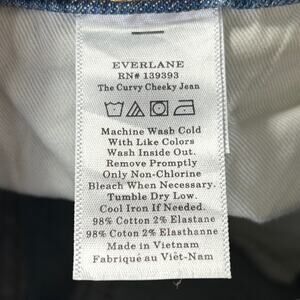 EVERLANE
RN# 139393
The Curvy Cheeky Jean
Machine Wash Cold
With Like Colors
Wash Inside Out.
Remove Promptly
Only Non-Chlorine
Bleach When Necessary.
Tumble Dry Low.
Cool Iron If Needed.
98% Cotton 2% Elastane
98% Coton 2% Elasthanne
Made in Vietnam
Fabriqué au Viêt-Nam